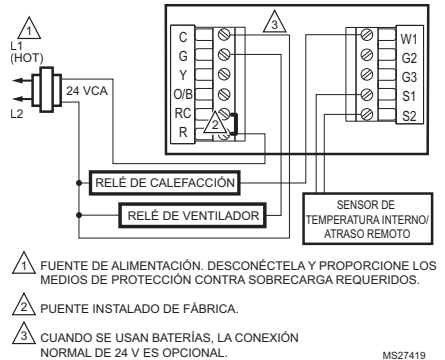 1
L1
(HOT)
L2
24 VCA
3
C
G
Y
O/B
RC
R
2
W1
G2
G3
S1
S2
RELÉ DE CALEFACCIÓN
RELÉ DE VENTILADOR
SENSOR DE
TEMPERATURA INTERNO/
ATRASO REMOTO
1 FUENTE DE ALIMENTACIÓN. DESCONÉCTELA Y PROPORCIONE LOS
MEDIOS DE PROTECCIÓN CONTRA SOBRECARGA REQUERIDOS.
2 PUENTE INSTALADO DE FÁBRICA.
3 CUANDO SE USAN BATERÍAS, LA CONEXIÓN
NORMAL DE 24 V ES OPCIONAL.
MS27419